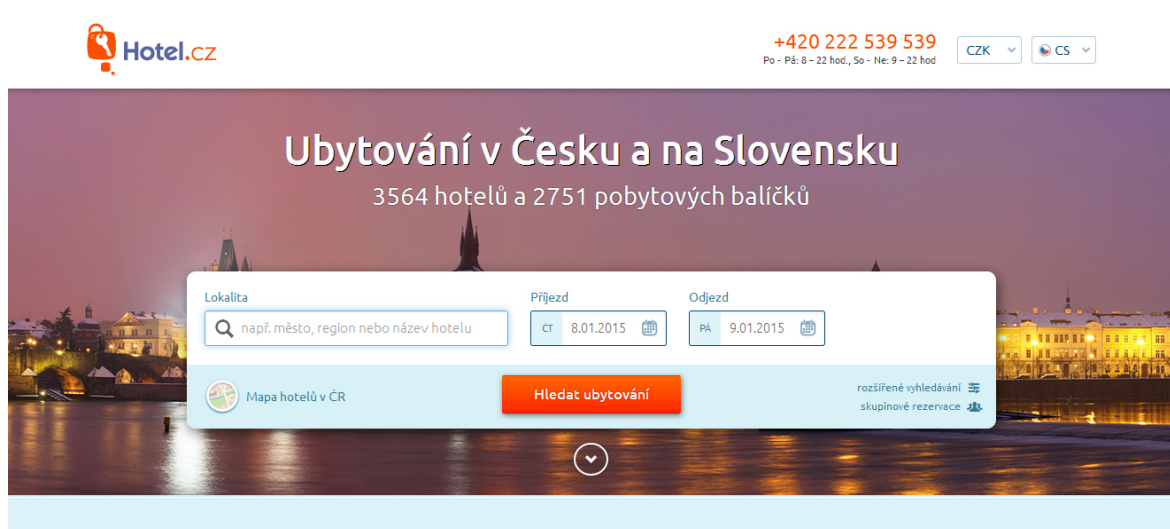 Hotel.cz
+420 222 539 539
Po - Pá: 8 – 22 hod., So - Ne: 9 – 22 hod
CZK
CS
Ubytování v Česku a na Slovensku
3564 hotelů a 2751 pobytových balíčků
Lokalita
Příjezd
Odjezd
např. město, region nebo název hotelu
ČT 8.01.2015
PÁ 9.01.2015
Mapa hotelů v ČR
Hledat ubytování
rozšířené vyhledávání
skupinové rezervace